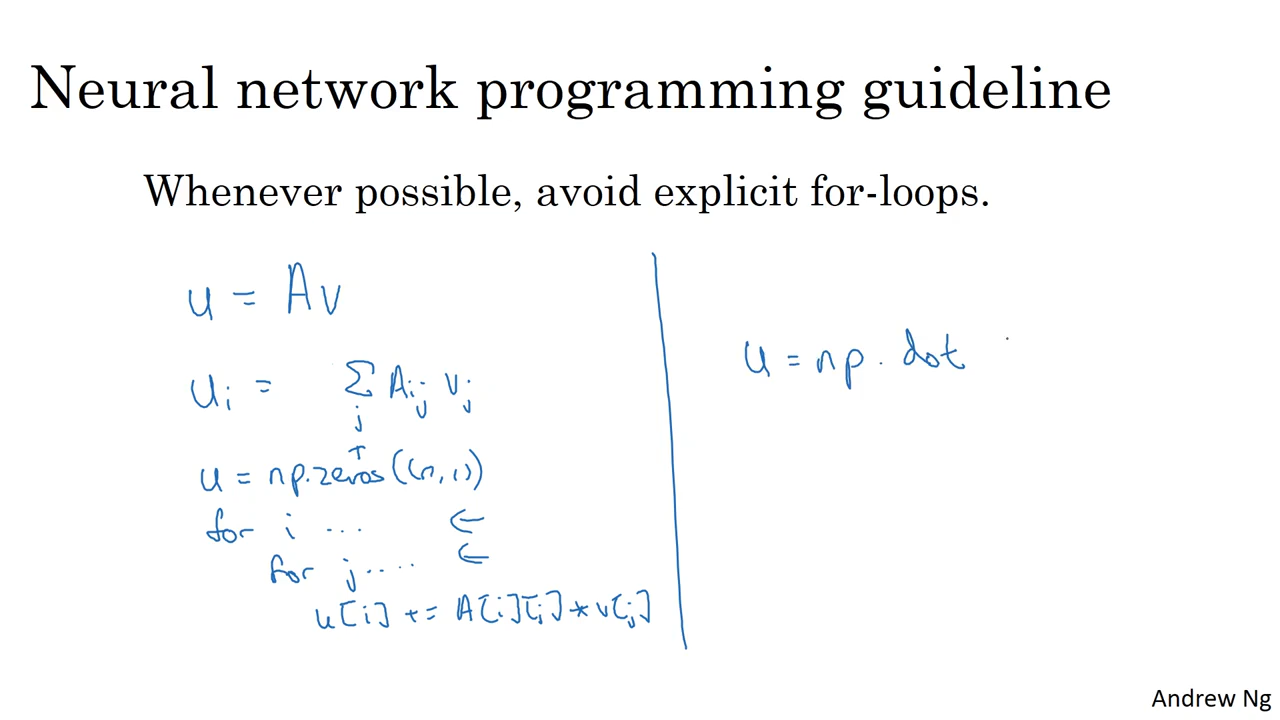 Neural network programming guideline
Whenever possible, avoid explicit for-loops.
u = Av
uᵢ = ∑ⱼ Aᵢⱼ vⱼ
u = np.zeros((n,1))
for i ... ←
for j .... ←
u[i] += A[i][j] * v[j]
u = np.dot
Andrew Ng